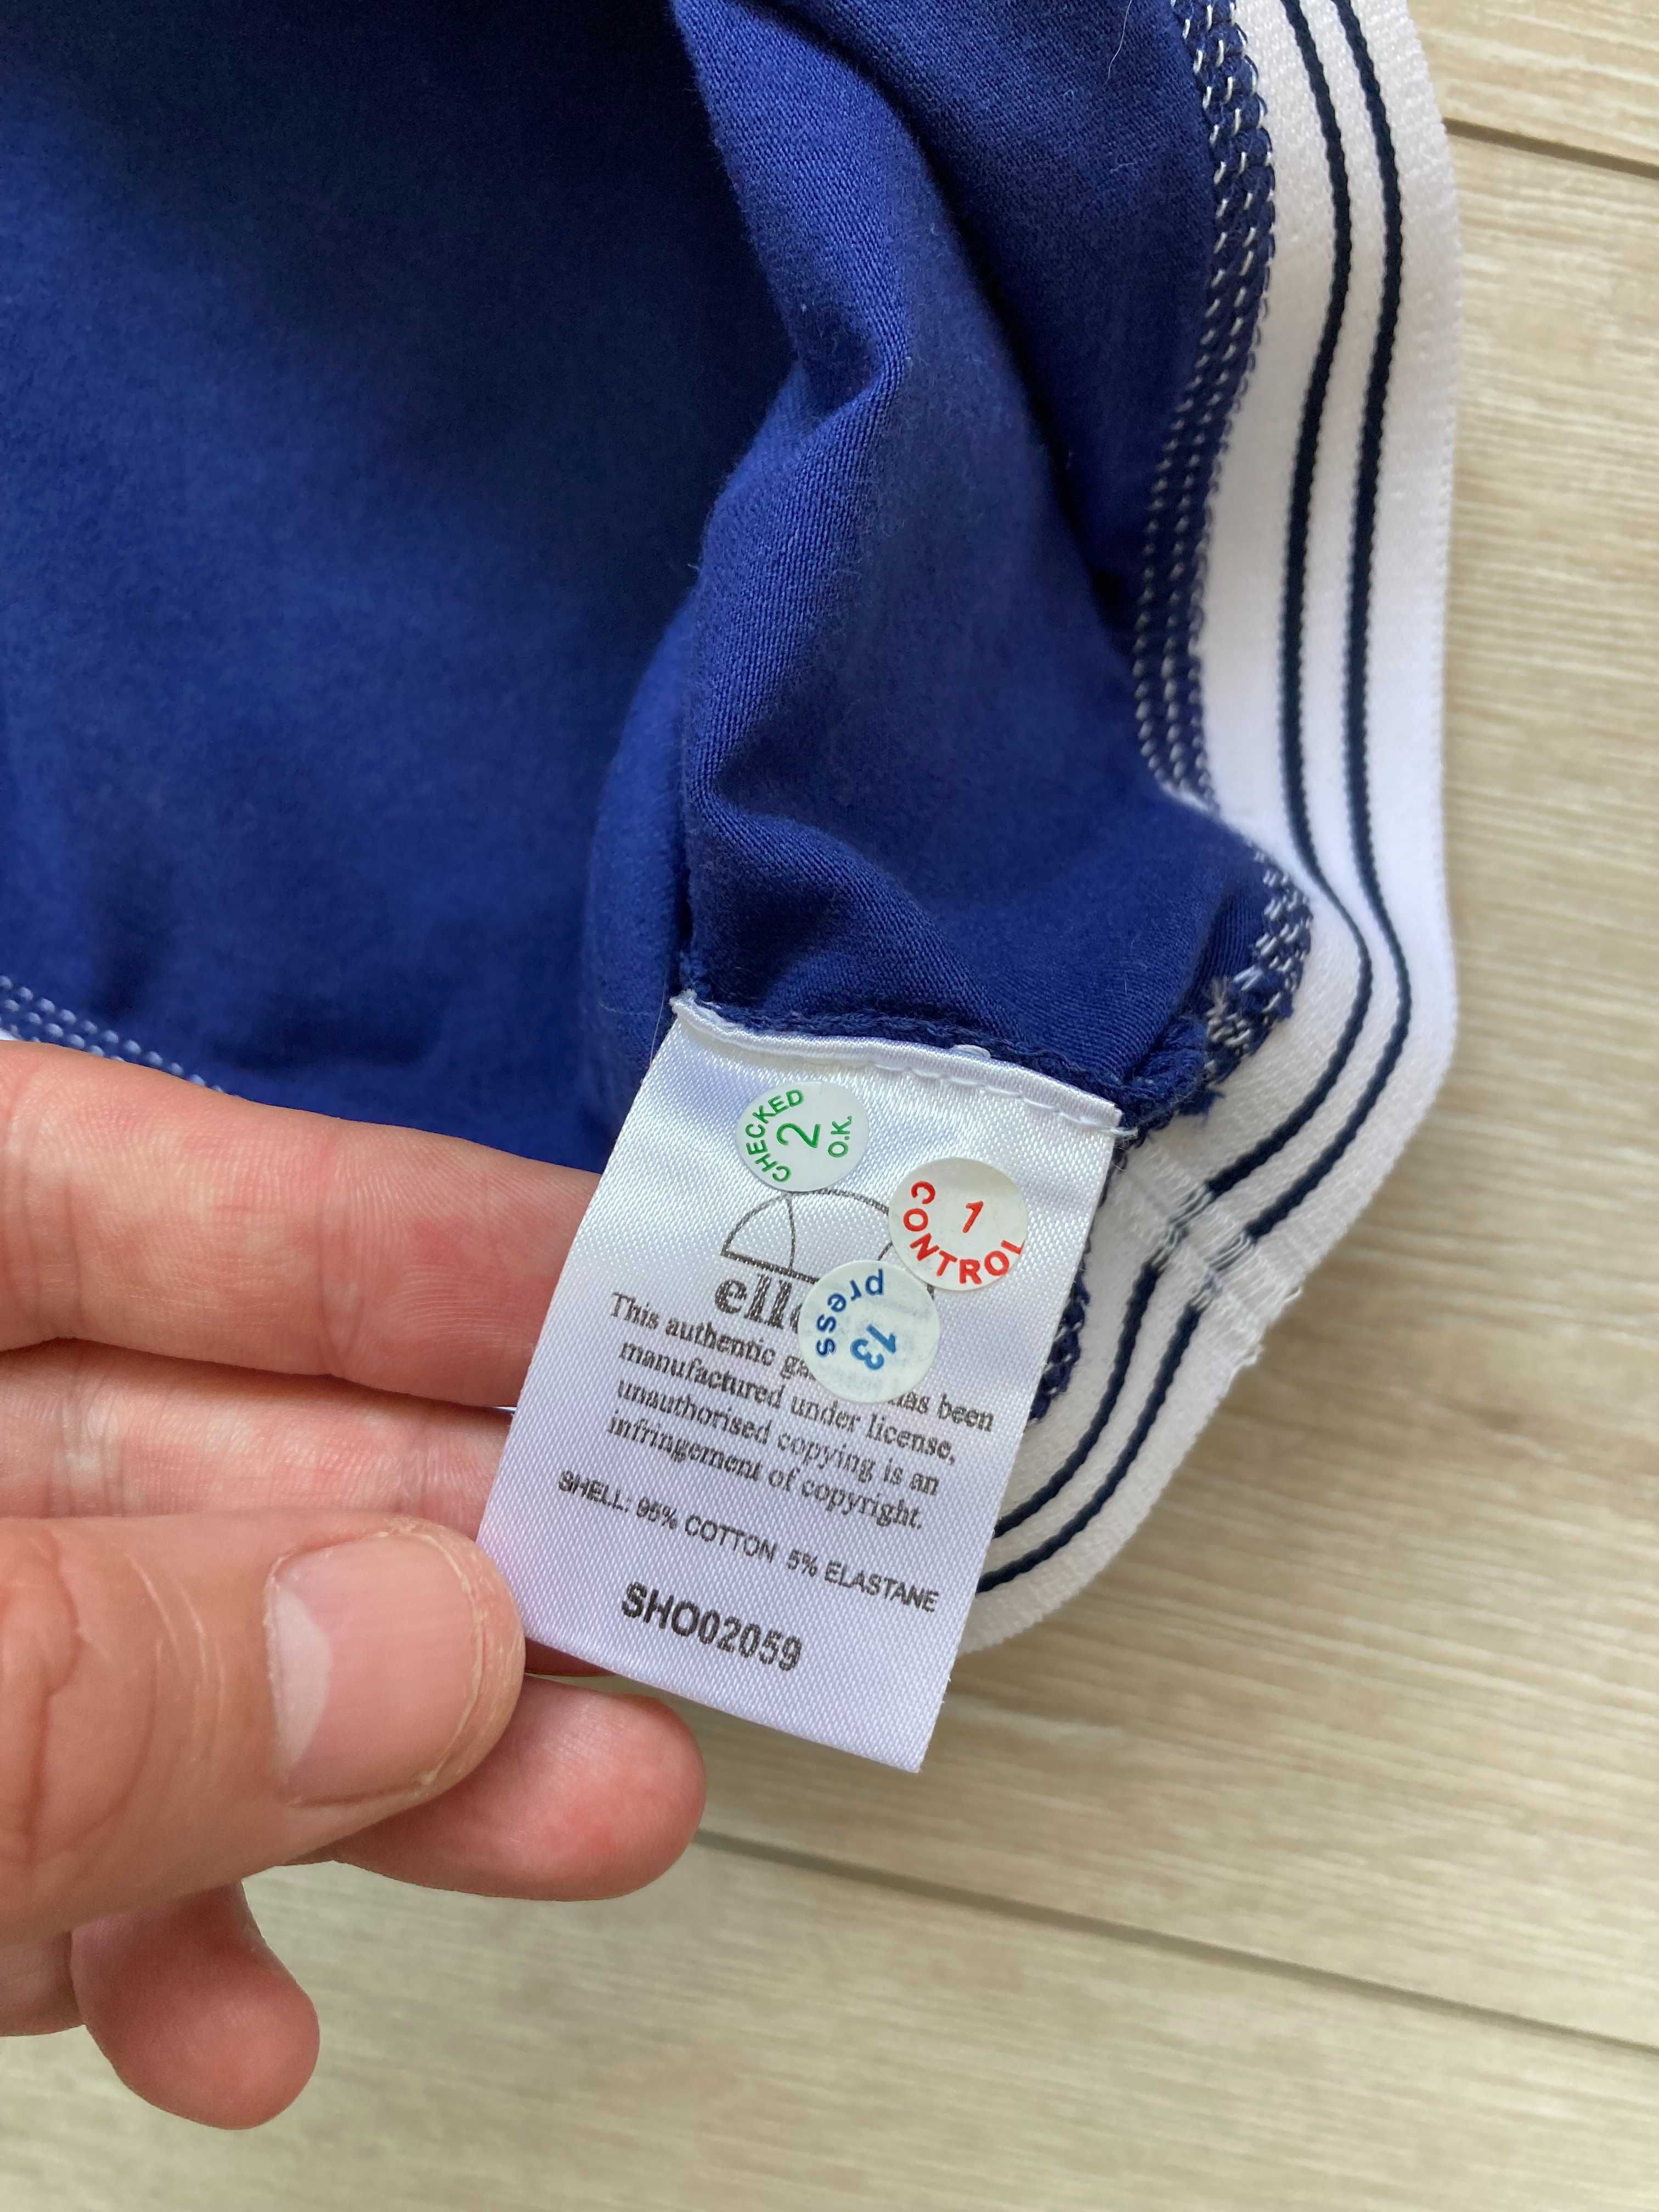 CHECKED 2 O.K.
1 CONTROL
press 13
This authentic has been
manufactured under license,
unauthorised copying is an
infringement of copyright.
SHELL: 95% COTTON 5% ELASTANE
SHO02059